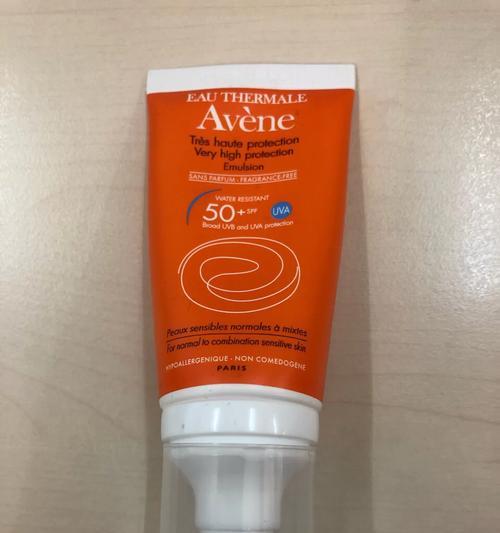 EAU THERMALE
Avène
Très haute protection
Very high protection
Emulsion
SANS PARFUM - FRAGRANCE-FREE
WATER RESISTANT
50+ SPF UVA
Broad UVB and UVA protection
Peaux sensibles normales à mixtes
For normal to combination sensitive skin
HYPOALLERGENIQUE - NON COMEDOGÈNE
PARIS